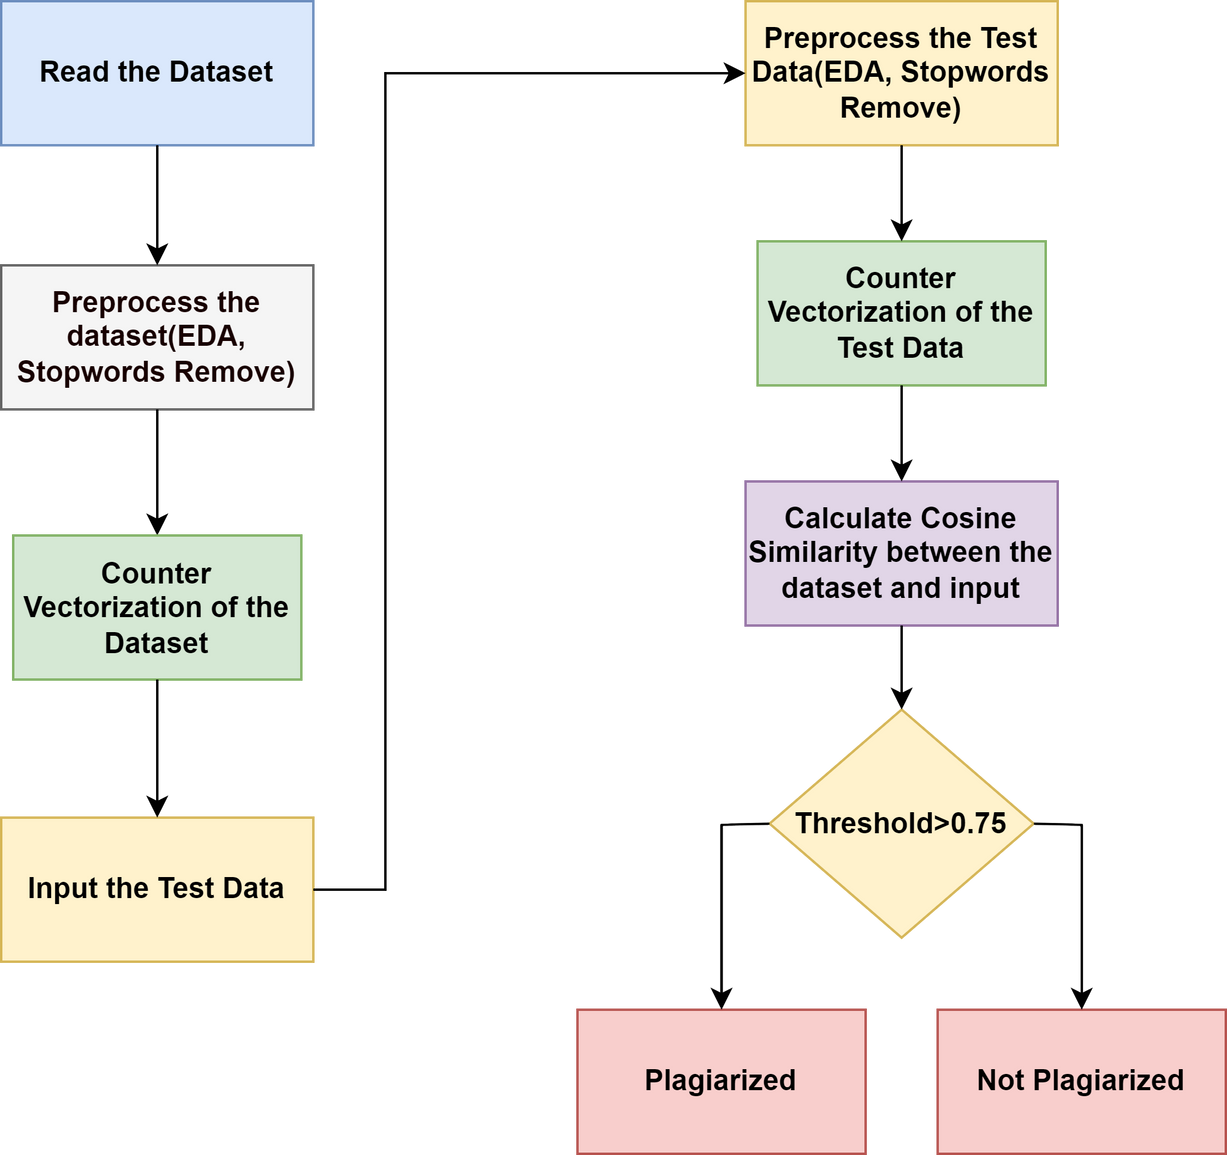 Read the Dataset
Preprocess the
dataset(EDA,
Stopwords Remove)
Counter
Vectorization of the
Dataset
Input the Test Data
Preprocess the Test
Data(EDA, Stopwords
Remove)
Counter
Vectorization of the
Test Data
Calculate Cosine
Similarity between the
dataset and input
Threshold>0.75
Plagiarized
Not Plagiarized